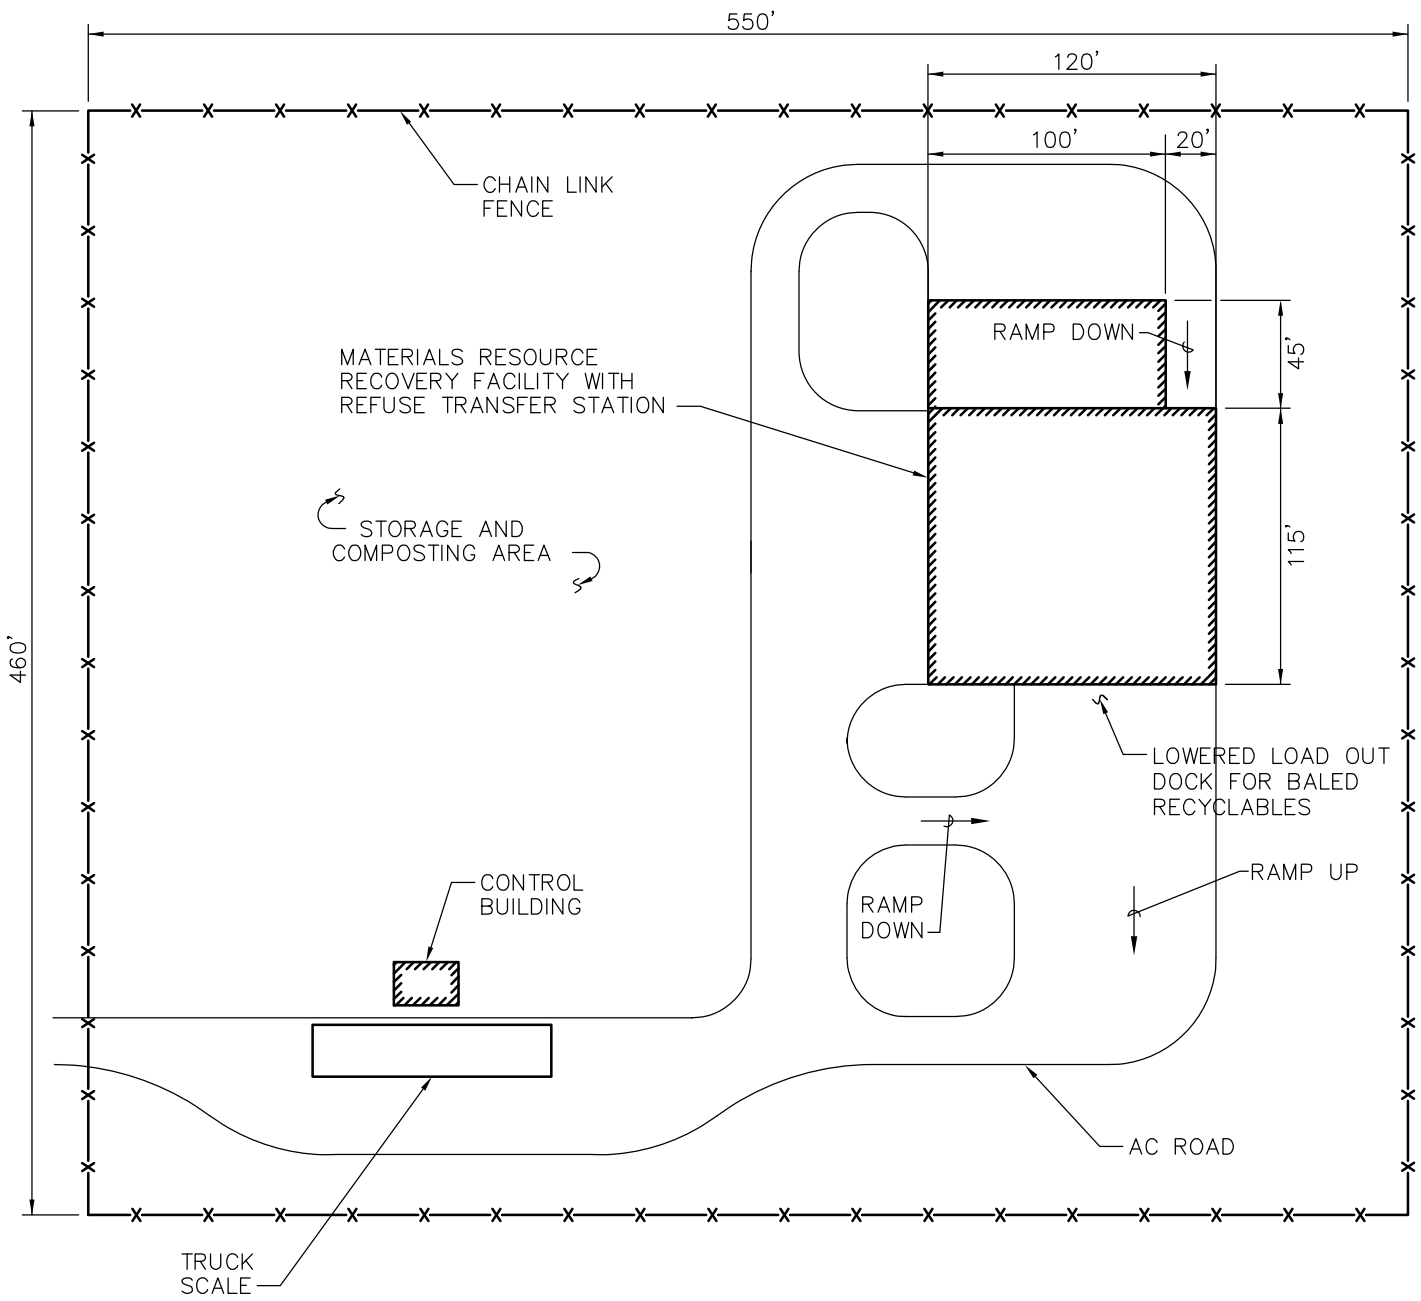 550'
120'
100'
20'
CHAIN LINK
FENCE
RAMP DOWN
45'
MATERIALS RESOURCE
RECOVERY FACILITY WITH
REFUSE TRANSFER STATION
STORAGE AND
COMPOSTING AREA
115'
460'
LOWERED LOAD OUT
DOCK FOR BALED
RECYCLABLES
CONTROL
BUILDING
RAMP
DOWN
RAMP UP
AC ROAD
TRUCK
SCALE